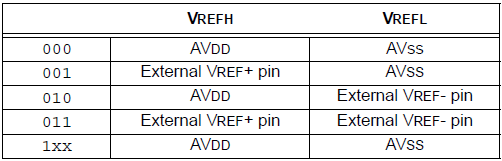 VREFH VREFL
000 AVDD AVSS
001 External VREF+ pin AVSS
010 AVDD External VREF- pin
011 External VREF+ pin External VREF- pin
1xx AVDD AVSS